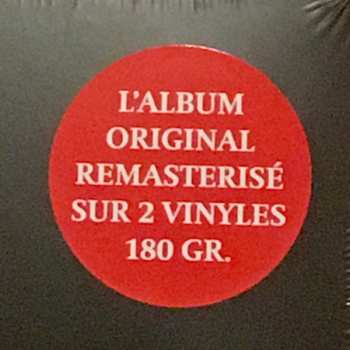 L'ALBUM
ORIGINAL
REMASTERISÉ
SUR 2 VINYLES
180 GR.